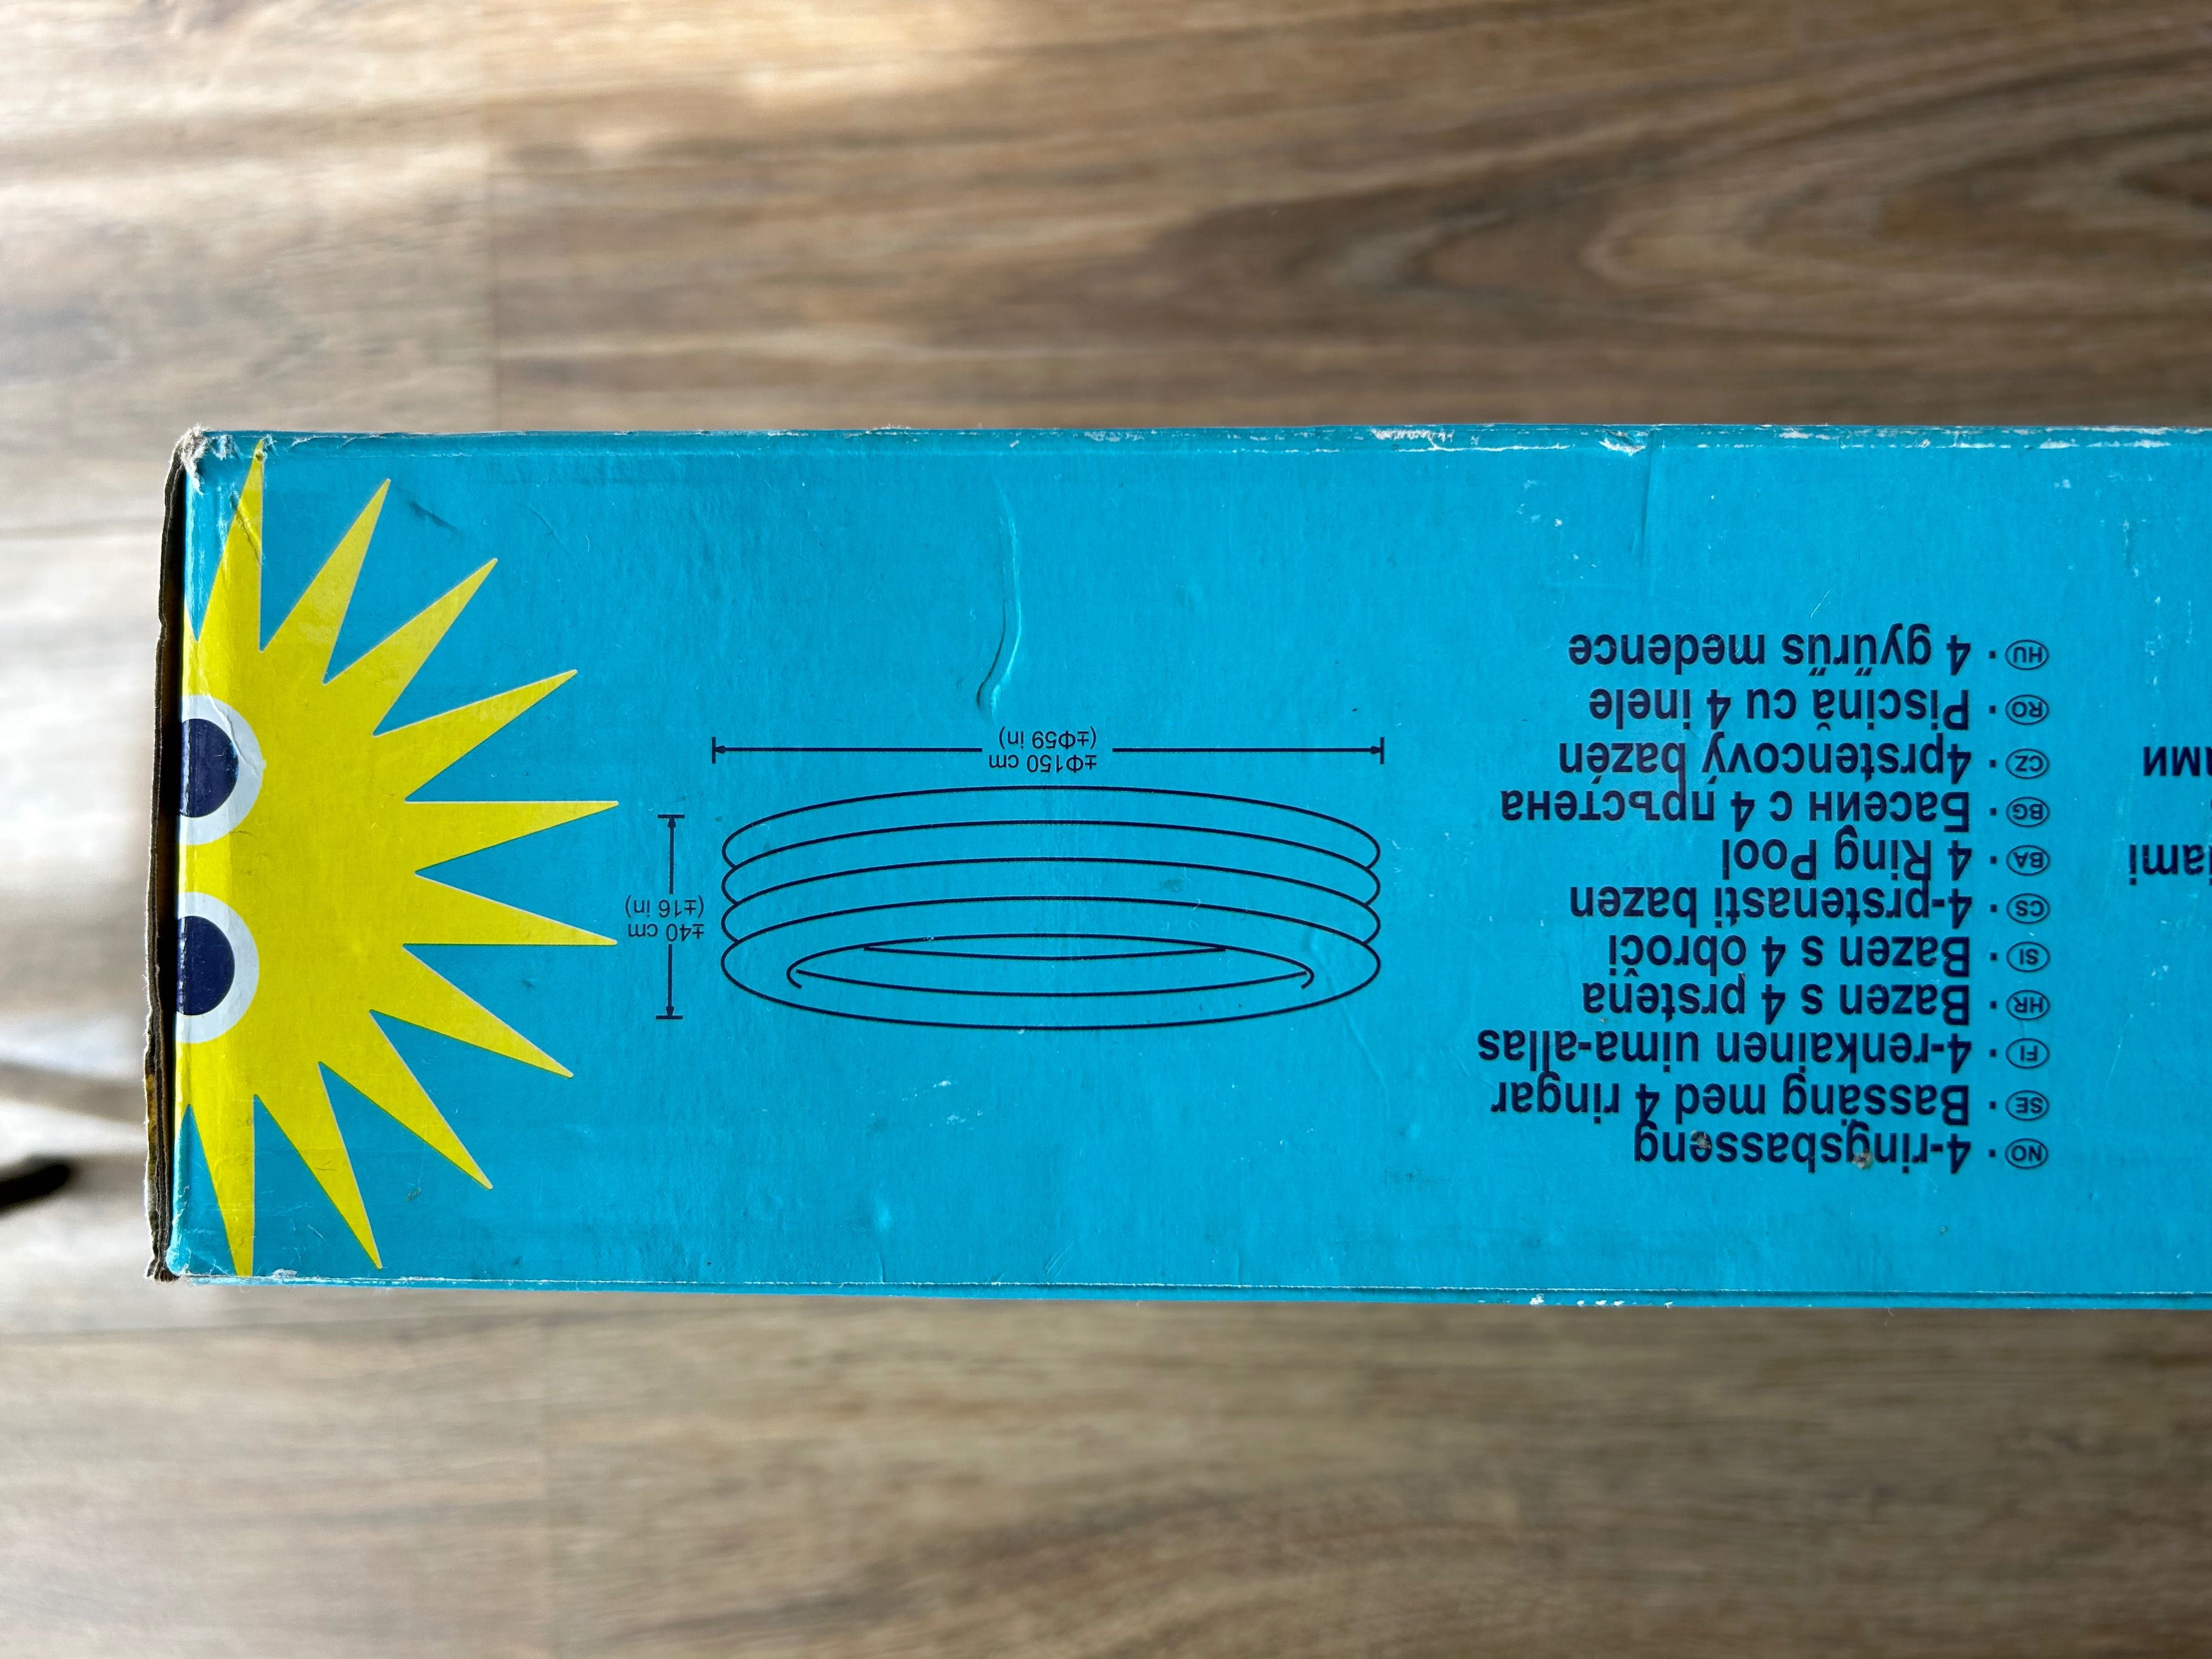 NO · 4-ringsbasseng
SE · Bassäng med 4 ringar
FI · 4-renkainen uima-allas
HR · Bazen s 4 prstena
SI · Bazen s 4 obroči
CS · 4-prstenasti bazen
BA · 4 Ring Pool
BG · Басеин с 4 пръстена
CZ · 4prstencový bazén
RO · Piscină cu 4 inele
HU · 4 gyűrűs medence
±40 cm
(±16 in)
±Φ150 cm
(±Φ59 in)